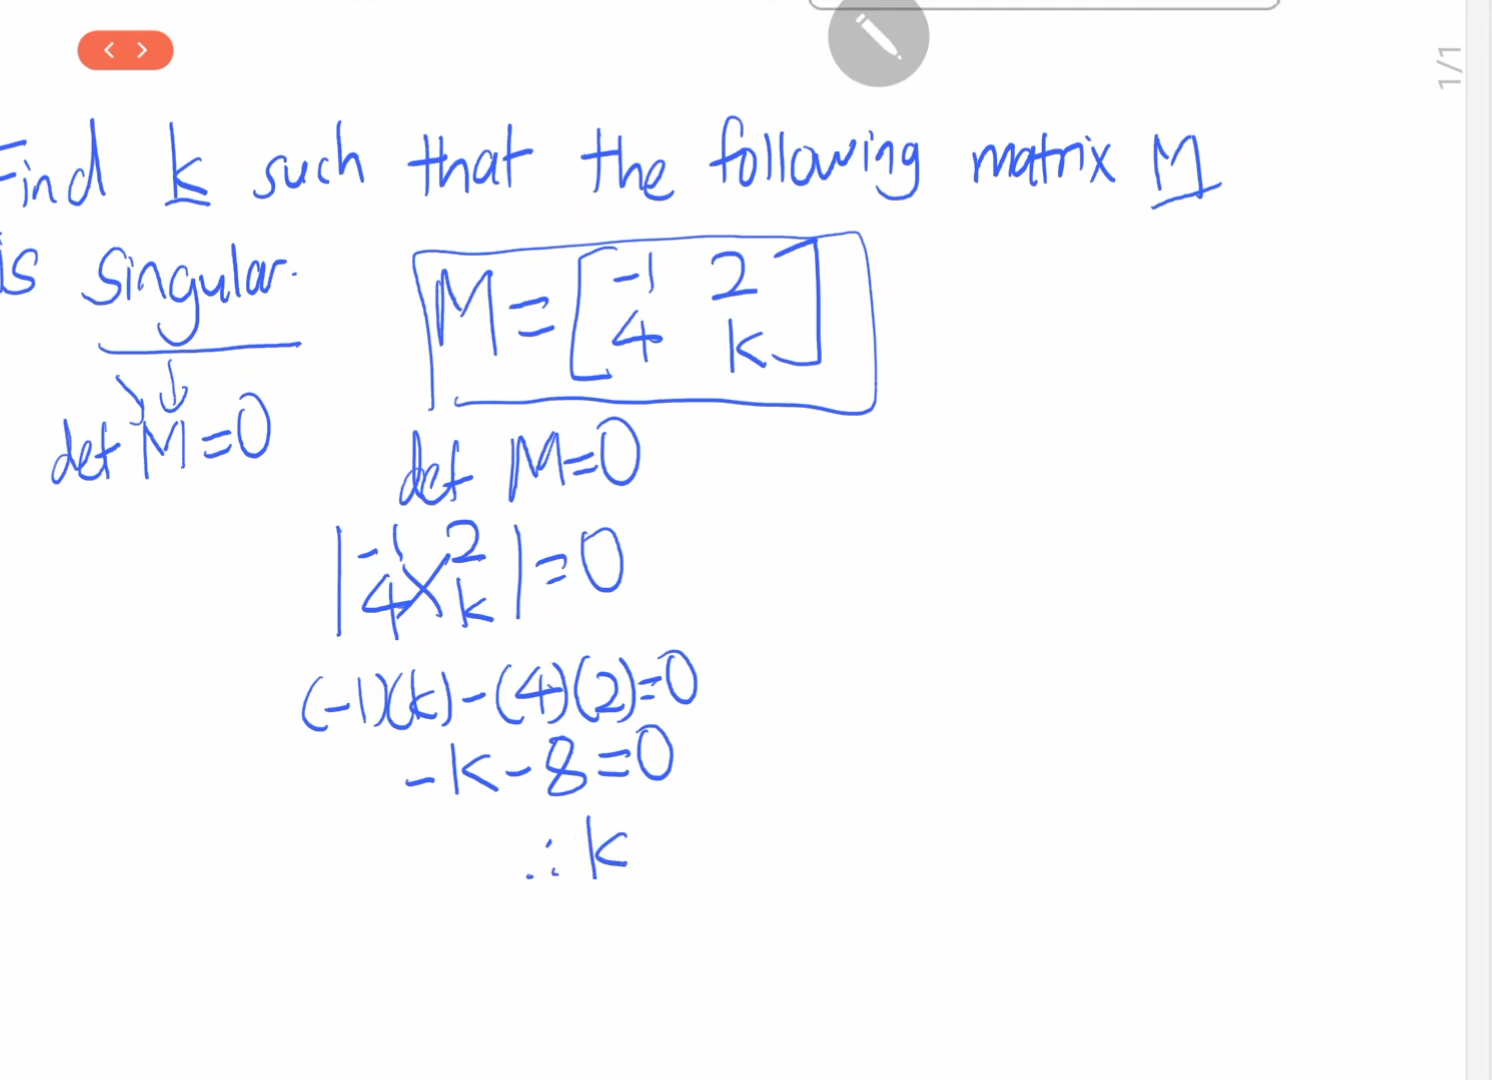 Find k such that the following matrix M
is singular.
M = [-1 2
4 k]
det M = 0
det M = 0
|-1 2
4 k| = 0
(-1)(k) - (4)(2) = 0
-k - 8 = 0
∴ k
1/1